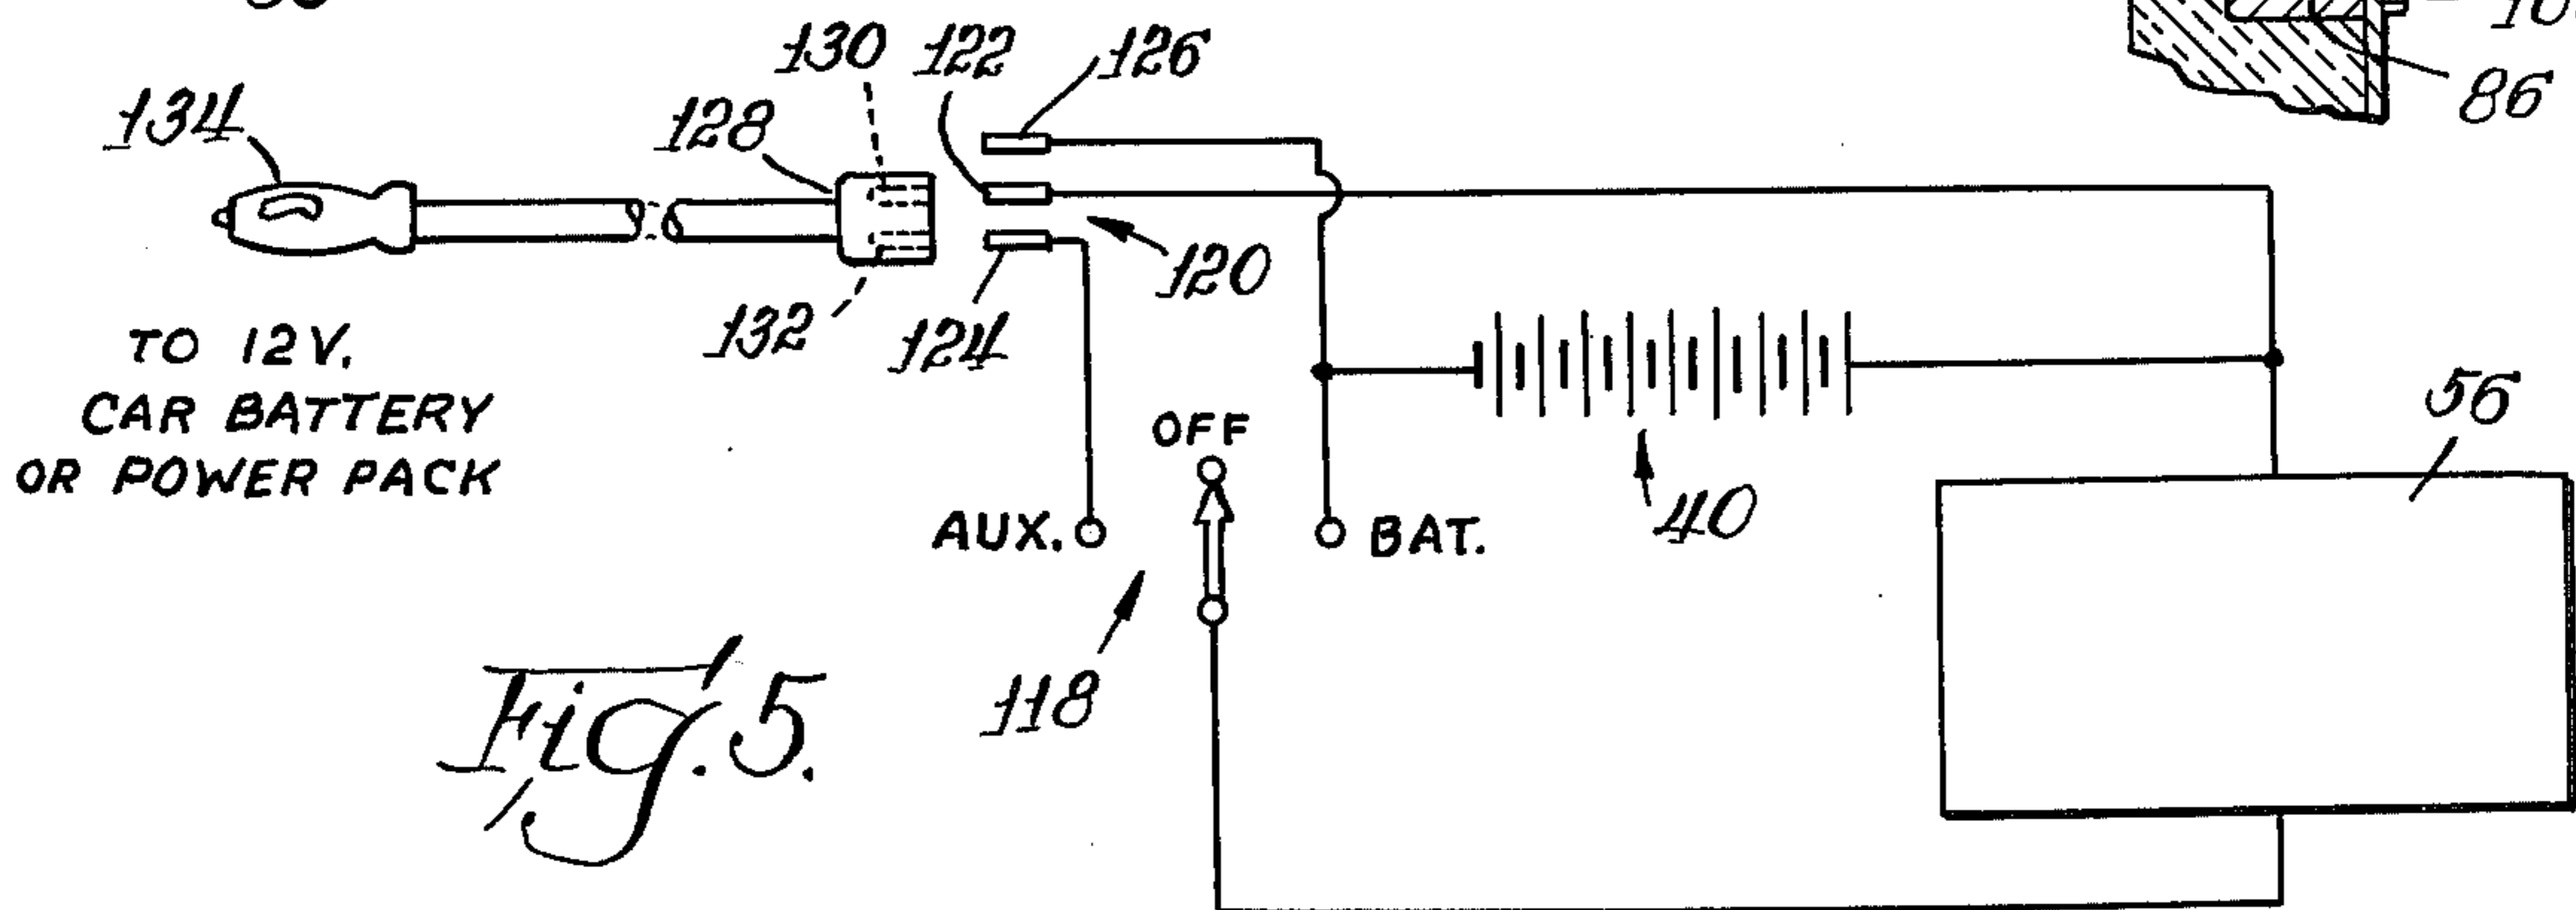 130
122
126
134
128
86
120
132
124
TO 12V.
CAR BATTERY
OR POWER PACK
OFF
56
AUX.
BAT.
40
118
Fig. 5.